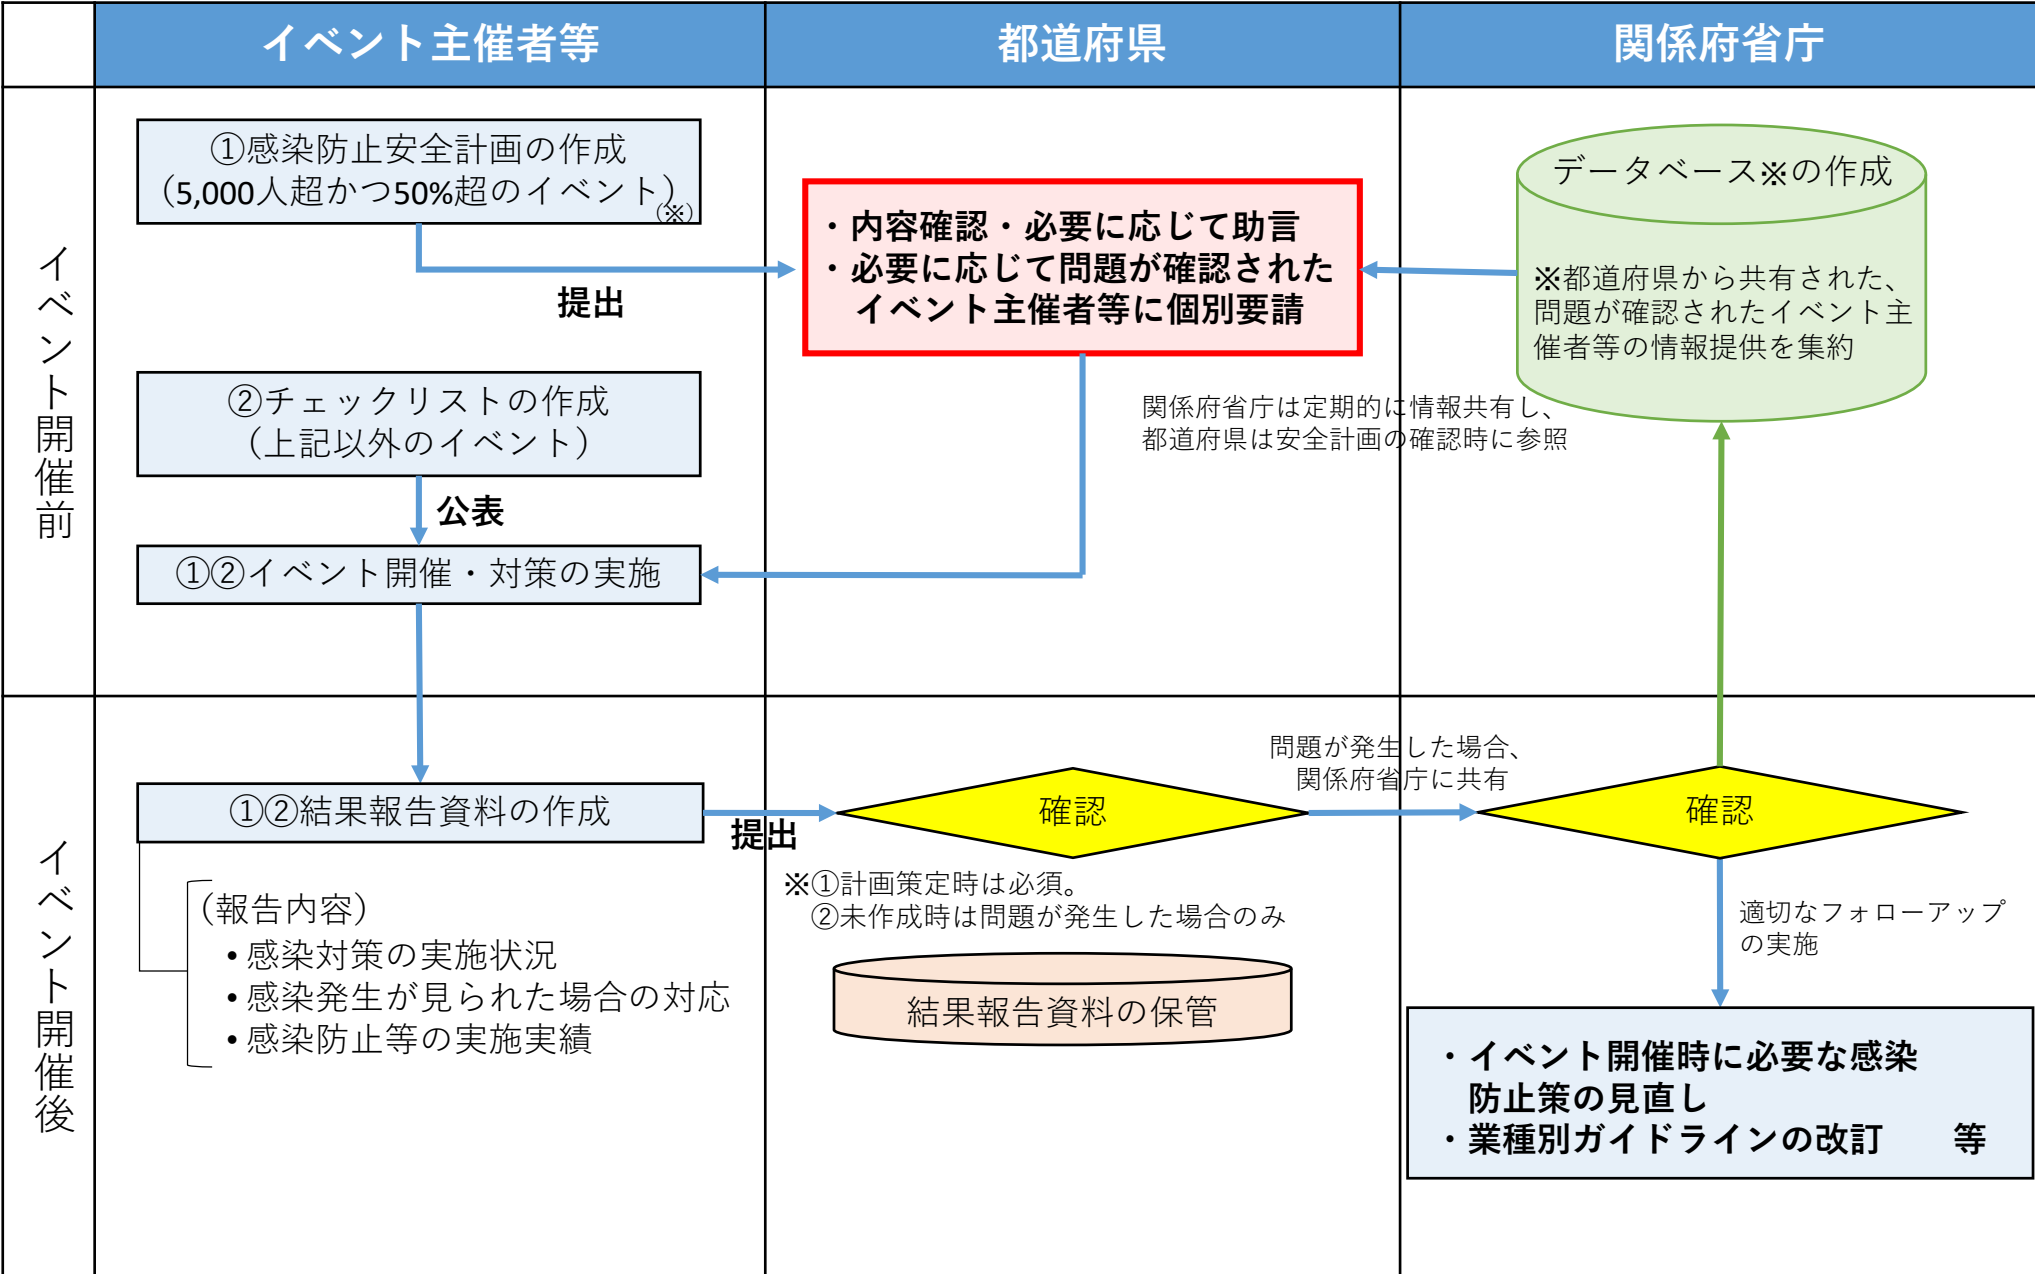 イベント主催者等
都道府県
関係府省庁
イベント開催前
①感染防止安全計画の作成
（5,000人超かつ50%超のイベント）
(※)
提出
②チェックリストの作成
（上記以外のイベント）
公表
①②イベント開催・対策の実施
・内容確認・必要に応じて助言
・必要に応じて問題が確認された
イベント主催者等に個別要請
関係府省庁は定期的に情報共有し、
都道府県は安全計画の確認時に参照
データベース※の作成
※都道府県から共有された、
問題が確認されたイベント主
催者等の情報提供を集約
イベント開催後
①②結果報告資料の作成
提出
（報告内容）
• 感染対策の実施状況
• 感染発生が見られた場合の対応
• 感染防止等の実施実績
確認
※①計画策定時は必須。
②未作成時は問題が発生した場合のみ
結果報告資料の保管
問題が発生した場合、
関係府省庁に共有
確認
適切なフォローアップ
の実施
・イベント開催時に必要な感染
防止策の見直し
・業種別ガイドラインの改訂　　等